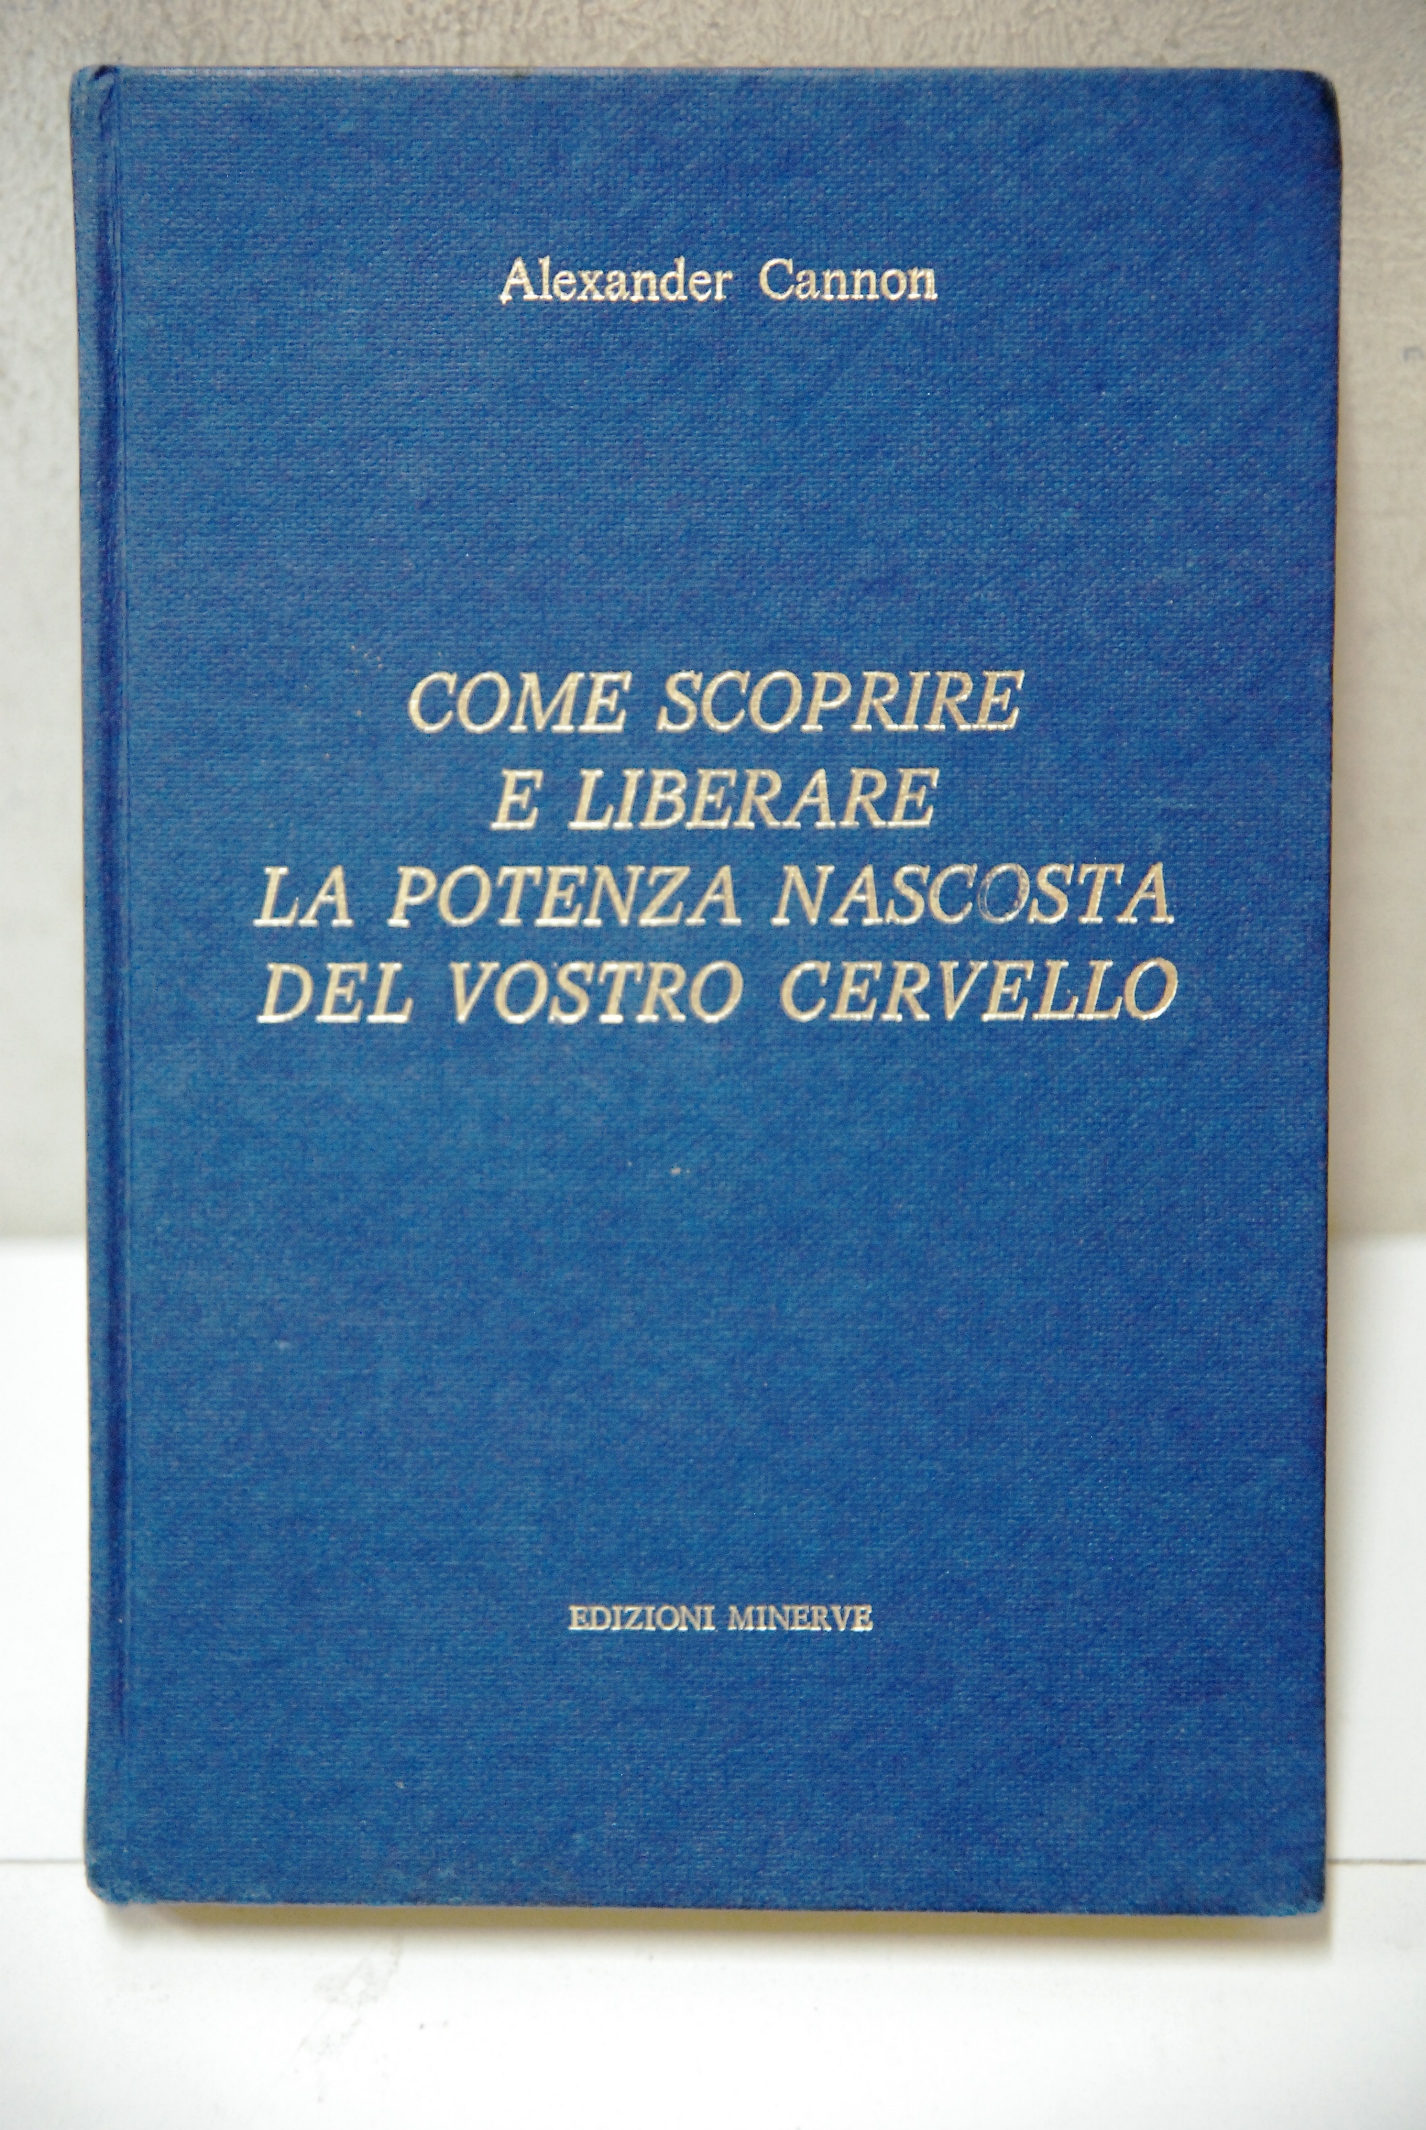 Alexander Cannon
COME SCOPRIRE
E LIBERARE
LA POTENZA NASCOSTA
DEL VOSTRO CERVELLO
EDIZIONI MINERVE